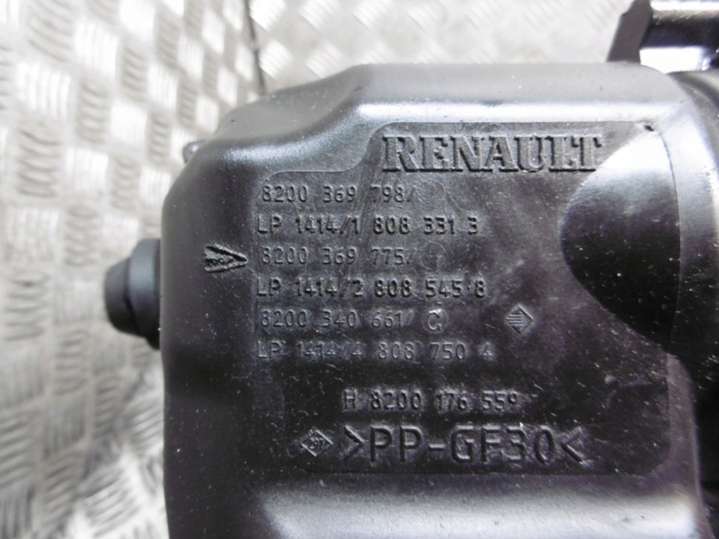 RENAULT
8200 369 798/
LP 1414/1 808 331 3
8200 369 775/
LP 1414/2 808 545 8
8200 340 661/ C
LP 1414/4 808 750 4
H 8200 176 559
>PP-GF30<